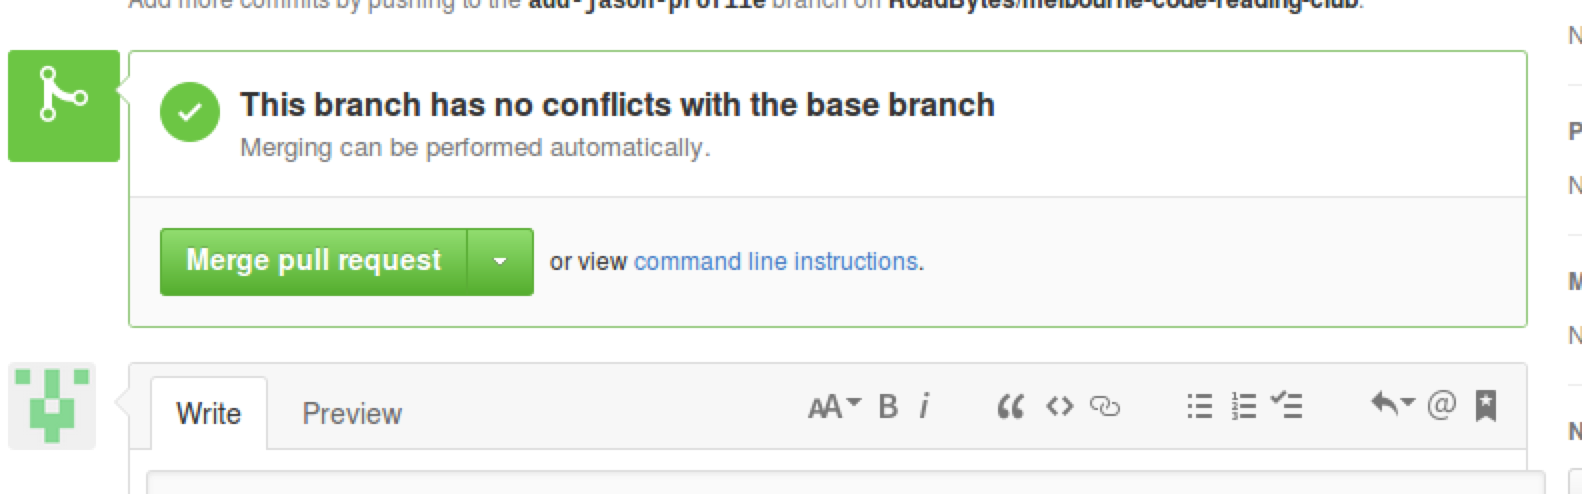 Add more commits by pushing to the add-jason-profile branch on RoadBytes/melbourne-code-reading-club.
This branch has no conflicts with the base branch
Merging can be performed automatically.
Merge pull request or view command line instructions.
Write Preview AA B i